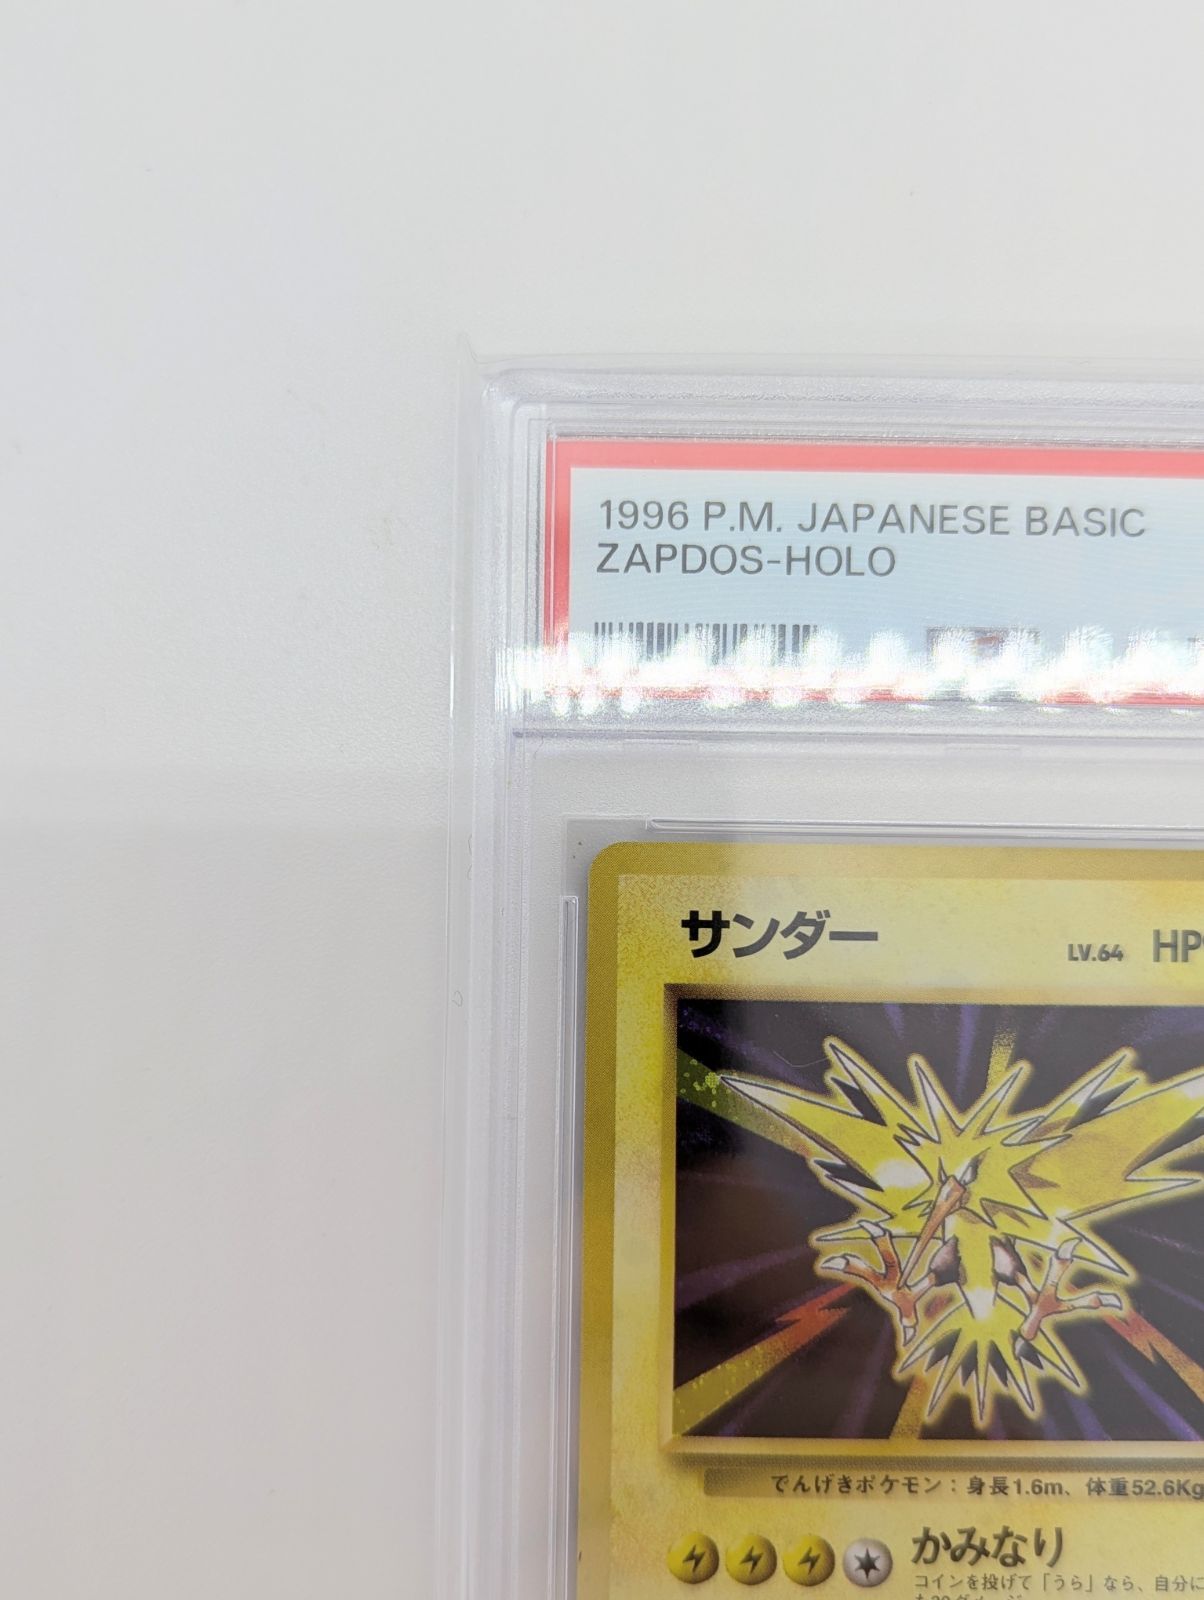 1996 P.M. JAPANESE BASIC
ZAPDOS-HOLO
サンダー LV.64 HP
でんげきポケモン：身長1.6m、体重52.6Kg
かみなり
コインを投げて「うら」なら、自分に